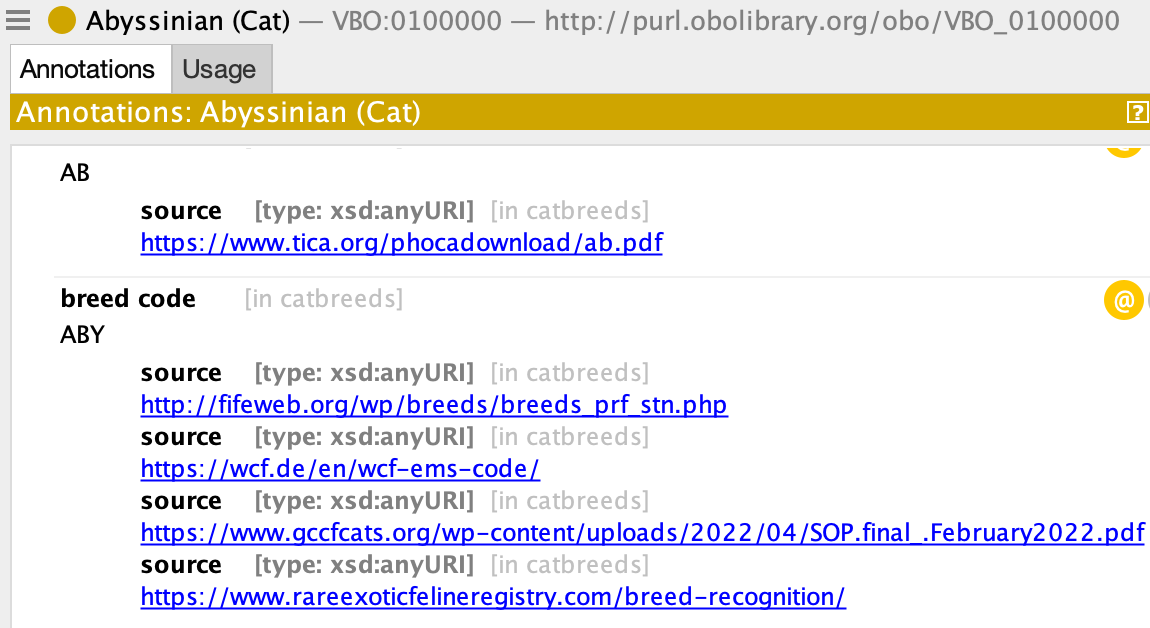 Abyssinian (Cat) — VBO:0100000 — http://purl.obolibrary.org/obo/VBO_0100000
Annotations Usage
Annotations: Abyssinian (Cat) ?
@
AB
source [type: xsd:anyURI] [in catbreeds]
https://www.tica.org/phocadownload/ab.pdf
breed code [in catbreeds] @
ABY
source [type: xsd:anyURI] [in catbreeds]
http://fifeweb.org/wp/breeds/breeds_prf_stn.php
source [type: xsd:anyURI] [in catbreeds]
https://wcf.de/en/wcf-ems-code/
source [type: xsd:anyURI] [in catbreeds]
https://www.gccfcats.org/wp-content/uploads/2022/04/SOP.final_.February2022.pdf
source [type: xsd:anyURI] [in catbreeds]
https://www.rareexoticfelineregistry.com/breed-recognition/